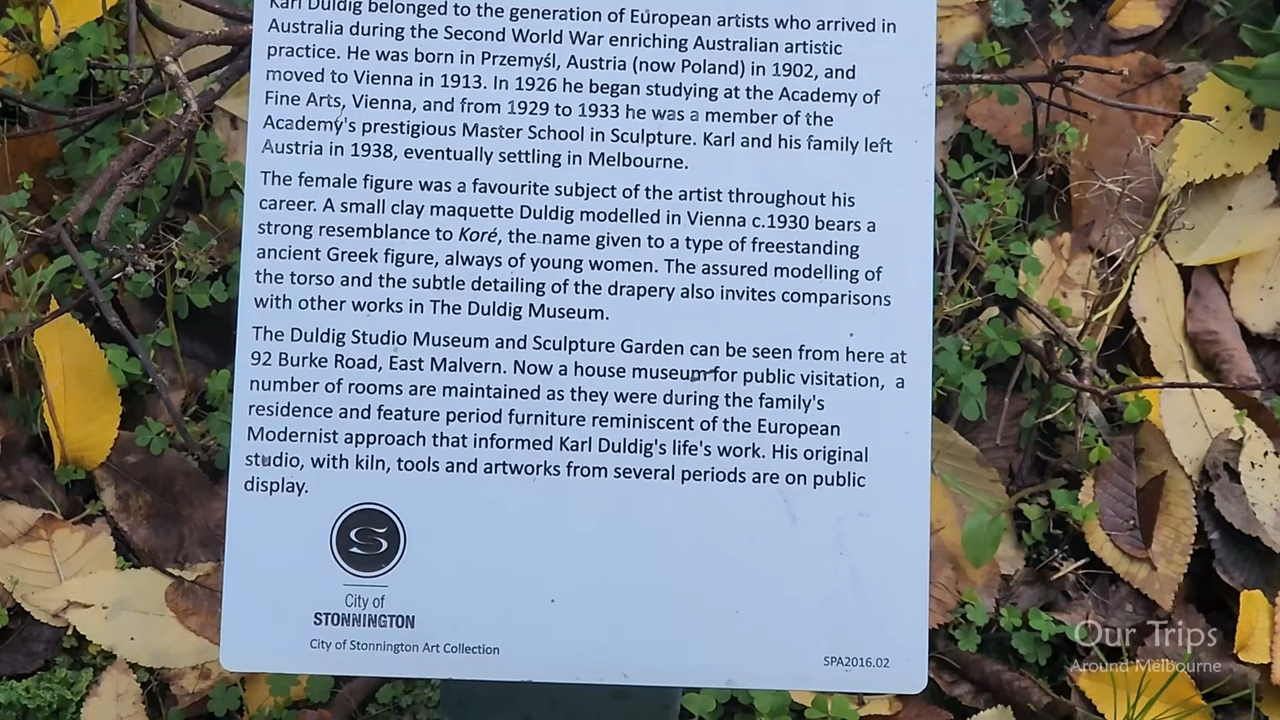 Karl Duldig belonged to the generation of European artists who arrived in
Australia during the Second World War enriching Australian artistic
practice. He was born in Przemyśl, Austria (now Poland) in 1902, and
moved to Vienna in 1913. In 1926 he began studying at the Academy of
Fine Arts, Vienna, and from 1929 to 1933 he was a member of the
Academy's prestigious Master School in Sculpture. Karl and his family left
Austria in 1938, eventually settling in Melbourne.
The female figure was a favourite subject of the artist throughout his
career. A small clay maquette Duldig modelled in Vienna c.1930 bears a
strong resemblance to Koré, the name given to a type of freestanding
ancient Greek figure, always of young women. The assured modelling of
the torso and the subtle detailing of the drapery also invites comparisons
with other works in The Duldig Museum.
The Duldig Studio Museum and Sculpture Garden can be seen from here at
92 Burke Road, East Malvern. Now a house museum for public visitation, a
number of rooms are maintained as they were during the family's
residence and feature period furniture reminiscent of the European
Modernist approach that informed Karl Duldig's life's work. His original
studio, with kiln, tools and artworks from several periods are on public
display.
S
City of
STONNINGTON
City of Stonnington Art Collection
SPA2016.02
Our Trips
Around Melbourne